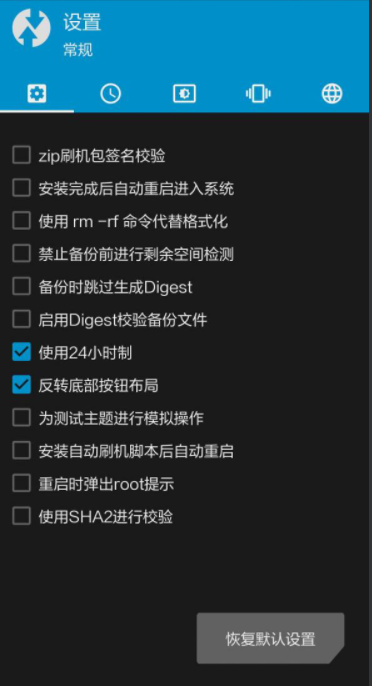 设置
常规
zip刷机包签名校验
安装完成后自动重启进入系统
使用 rm -rf 命令代替格式化
禁止备份前进行剩余空间检测
备份时跳过生成Digest
启用Digest校验备份文件
使用24小时制
反转底部按钮布局
为测试主题进行模拟操作
安装自动刷机脚本后自动重启
重启时弹出root提示
使用SHA2进行校验
恢复默认设置